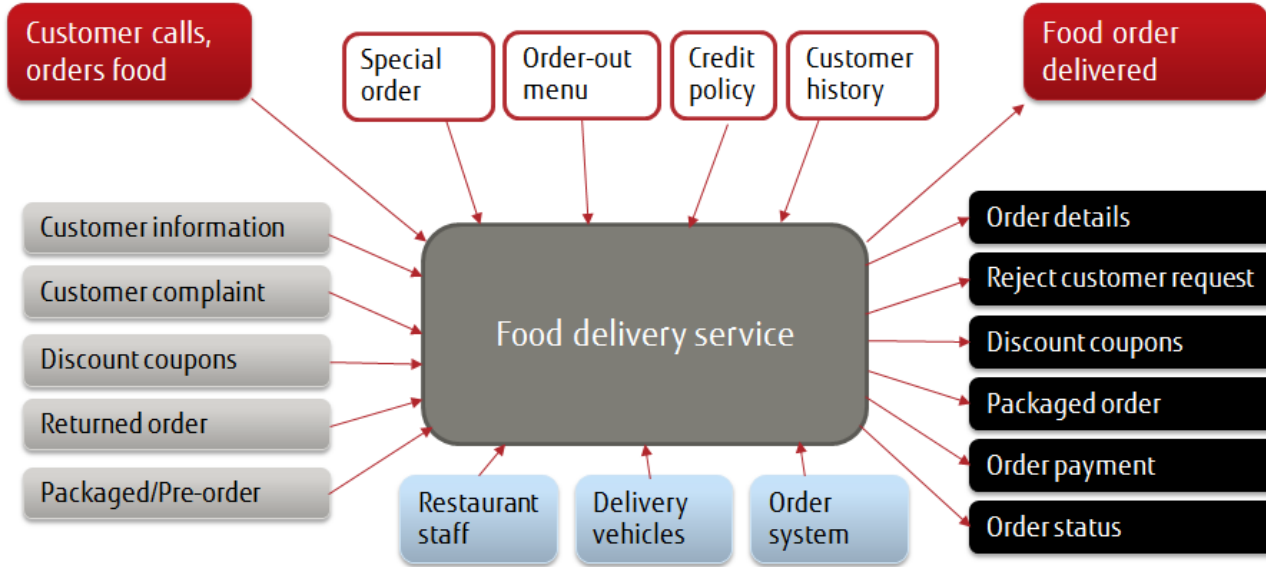 Customer calls,
orders food
Special
order
Order-out
menu
Credit
policy
Customer
history
Food order
delivered
Customer information
Customer complaint
Discount coupons
Returned order
Packaged/Pre-order
Food delivery service
Order details
Reject customer request
Discount coupons
Packaged order
Order payment
Order status
Restaurant
staff
Delivery
vehicles
Order
system